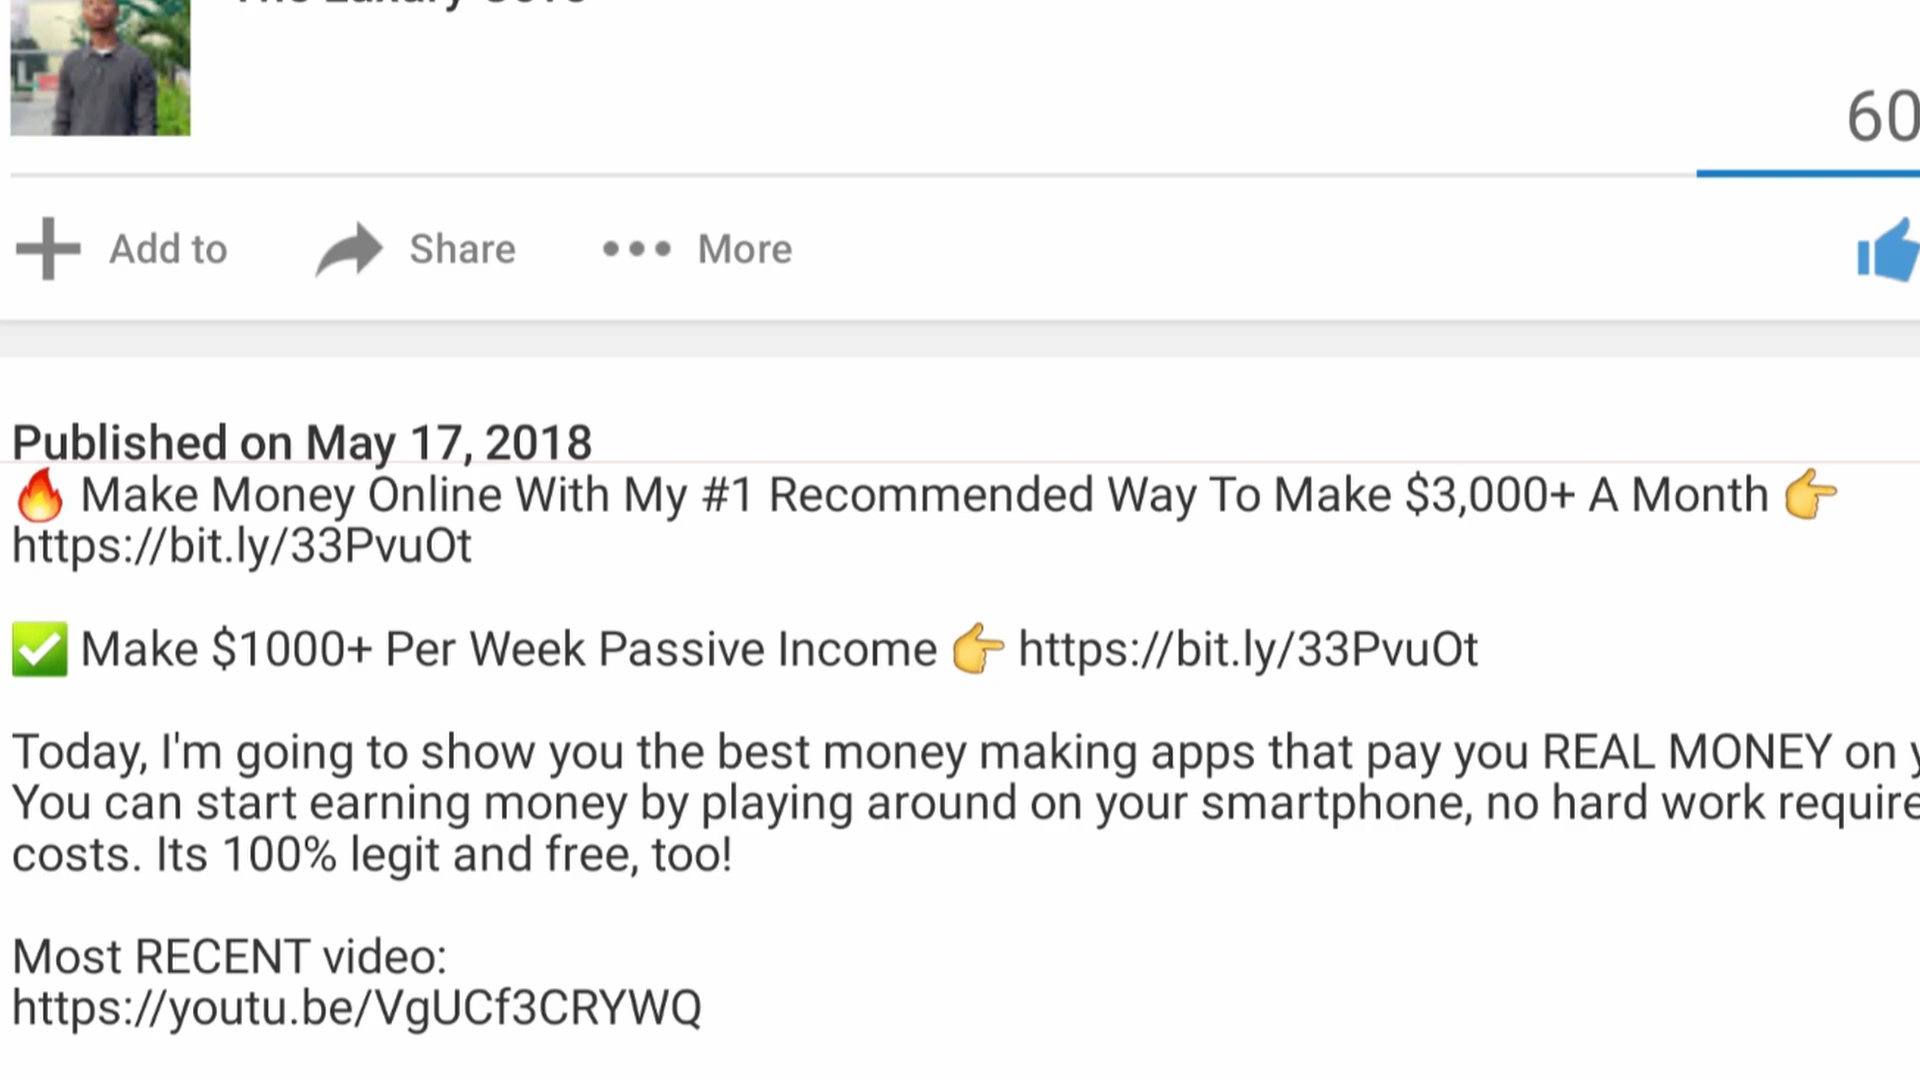 60
Add to
Share
More
Published on May 17, 2018
🔥 Make Money Online With My #1 Recommended Way To Make $3,000+ A Month 👉
https://bit.ly/33PvuOt
✅ Make $1000+ Per Week Passive Income 👉 https://bit.ly/33PvuOt
Today, I'm going to show you the best money making apps that pay you REAL MONEY on
You can start earning money by playing around on your smartphone, no hard work require
costs. Its 100% legit and free, too!
Most RECENT video:
https://youtu.be/VgUCf3CRYWQ